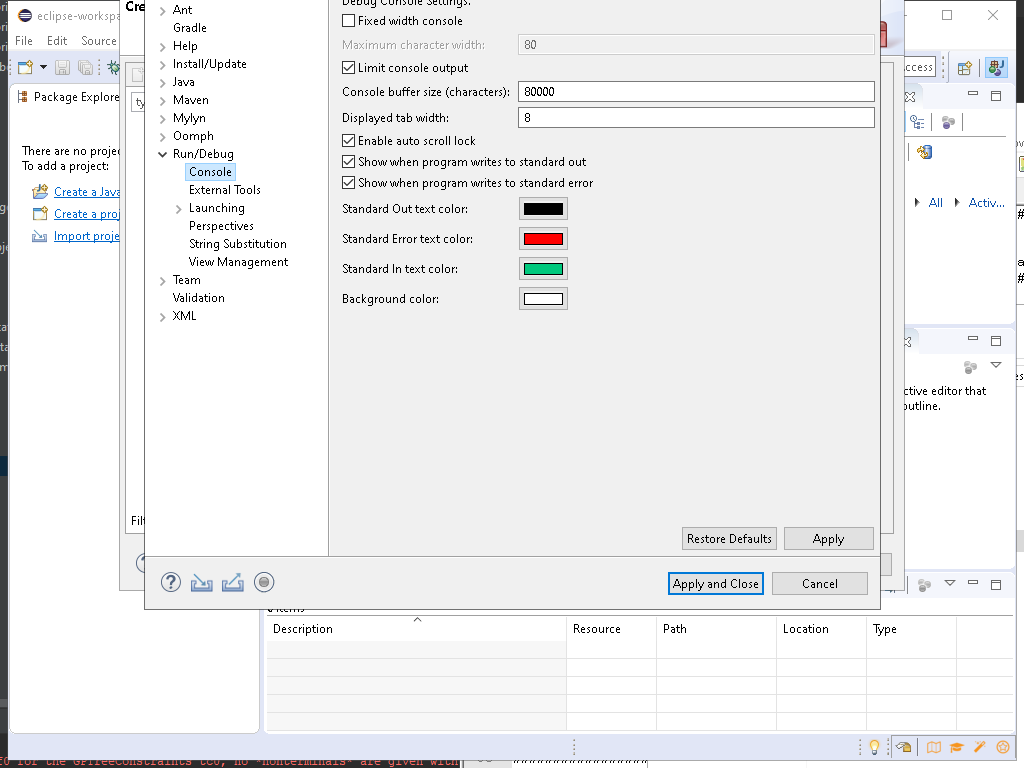 eclipse-workspa
Cre
File Edit Source
Package Explore
There are no projec
To add a project:
Create a Java
Create a proj
Import proje
Ant
Gradle
Help
Install/Update
Java
Maven
Mylyn
Oomph
Run/Debug
Console
External Tools
Launching
Perspectives
String Substitution
View Management
Team
Validation
XML
Debug Console Settings.
Fixed width console
Maximum character width: 80
Limit console output
Console buffer size (characters): 80000
Displayed tab width: 8
Enable auto scroll lock
Show when program writes to standard out
Show when program writes to standard error
Standard Out text color:
Standard Error text color:
Standard In text color:
Background color:
Restore Defaults Apply
Apply and Close Cancel
ty
Filt
ccess
All Activ...
ctive editor that
outline.
Description Resource Path Location Type
to for the GPTreeConstraints tc0, no -nonterminals- are given with